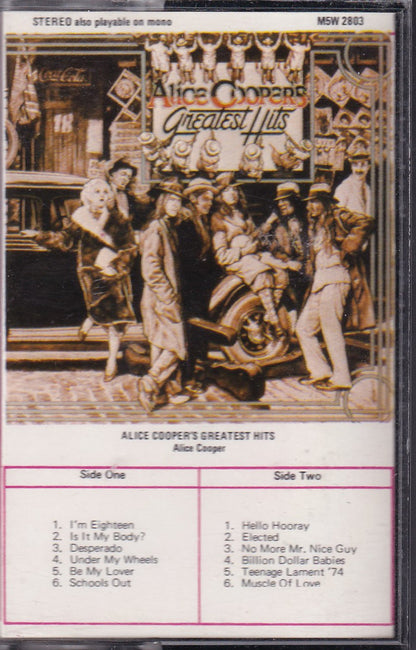 STEREO also playable on mono M5W 2803
Coca-Cola
18
Alice Cooper's
Greatest Hits
ALICE COOPER'S GREATEST HITS
Alice Cooper
Side One
1. I'm Eighteen
2. Is It My Body?
3. Desperado
4. Under My Wheels
5. Be My Lover
6. Schools Out
Side Two
1. Hello Hooray
2. Elected
3. No More Mr. Nice Guy
4. Billion Dollar Babies
5. Teenage Lament '74
6. Muscle Of Love